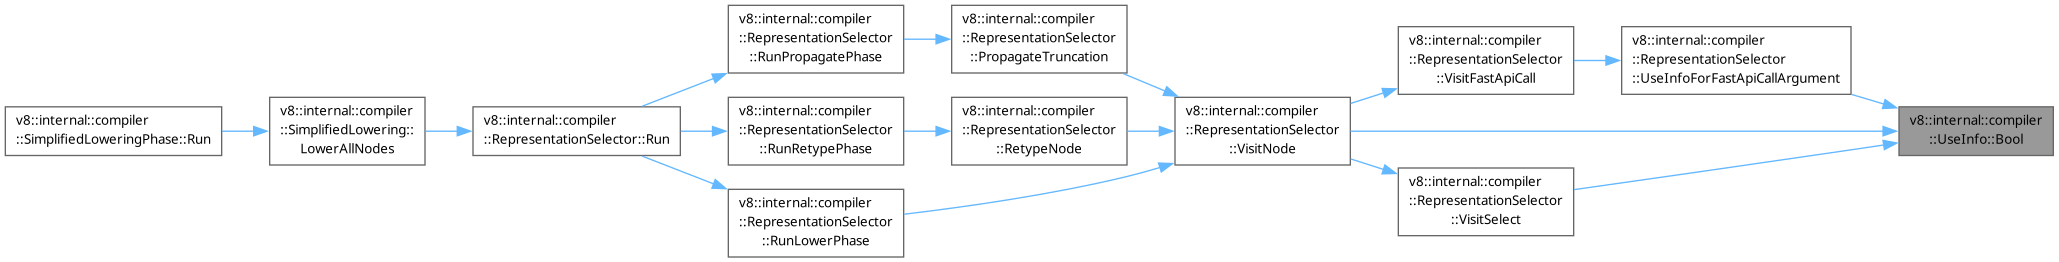 v8::internal::compiler
::SimplifiedLoweringPhase::Run
v8::internal::compiler
::SimplifiedLowering::
LowerAllNodes
v8::internal::compiler
::RepresentationSelector::Run
v8::internal::compiler
::RepresentationSelector
::RunPropagatePhase
v8::internal::compiler
::RepresentationSelector
::RunRetypePhase
v8::internal::compiler
::RepresentationSelector
::RunLowerPhase
v8::internal::compiler
::RepresentationSelector
::PropagateTruncation
v8::internal::compiler
::RepresentationSelector
::RetypeNode
v8::internal::compiler
::RepresentationSelector
::VisitNode
v8::internal::compiler
::RepresentationSelector
::VisitFastApiCall
v8::internal::compiler
::RepresentationSelector
::VisitSelect
v8::internal::compiler
::RepresentationSelector
::UseInfoForFastApiCallArgument
v8::internal::compiler
::UseInfo::Bool